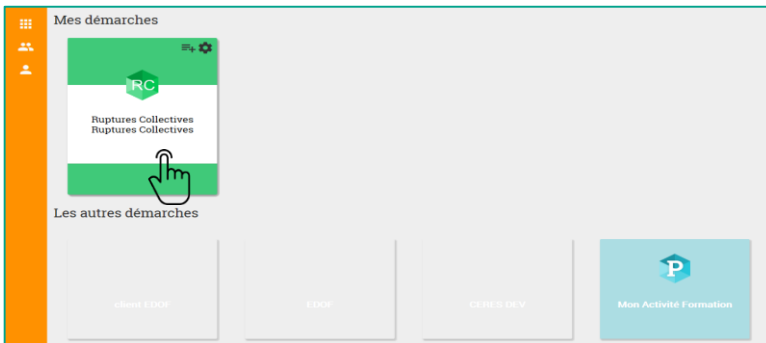 Mes démarches
RC
Ruptures Collectives
Ruptures Collectives
Les autres démarches
P
client EDOF
EDOF
CERES DEV
Mon Activité Formation